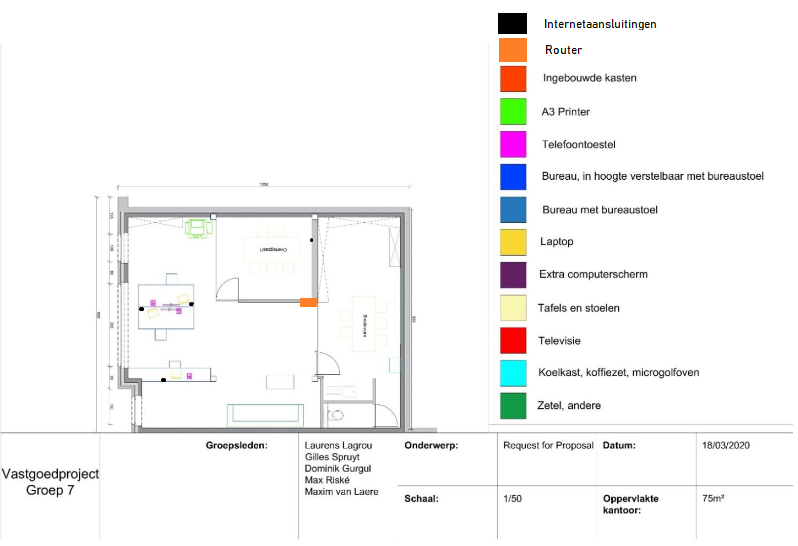 Internetaansluitingen
Router
Ingebouwde kasten
A3 Printer
Telefoontoestel
Bureau, in hoogte verstelbaar met bureaustoel
Bureau met bureaustoel
Laptop
Extra computerscherm
Tafels en stoelen
Televisie
Koelkast, koffiezet, microgolfoven
Zetel, andere
Vastgoedproject
Groep 7
Groepsleden:
Laurens Lagrou
Gilles Spruyt
Dominik Gurgul
Max Riské
Maxim van Laere
Onderwerp:
Request for Proposal
Datum:
18/03/2020
Schaal:
1/50
Oppervlakte
kantoor:
75m²